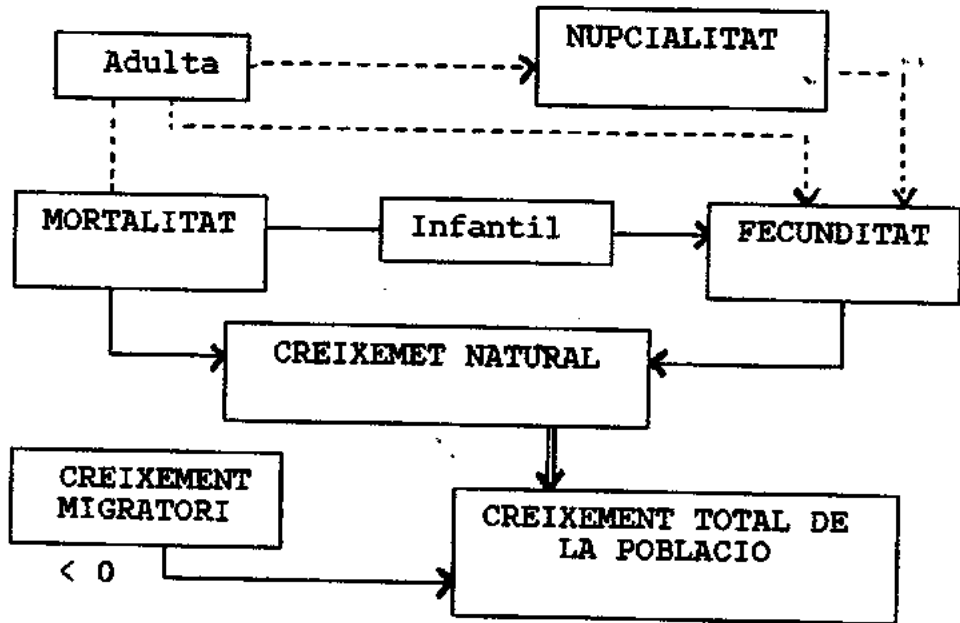 NUPCIALITAT
Adulta
MORTALITAT
Infantil
FECUNDITAT
CREIXEMET NATURAL
CREIXEMENT
MIGRATORI
< 0
CREIXEMENT TOTAL DE
LA POBLACIO